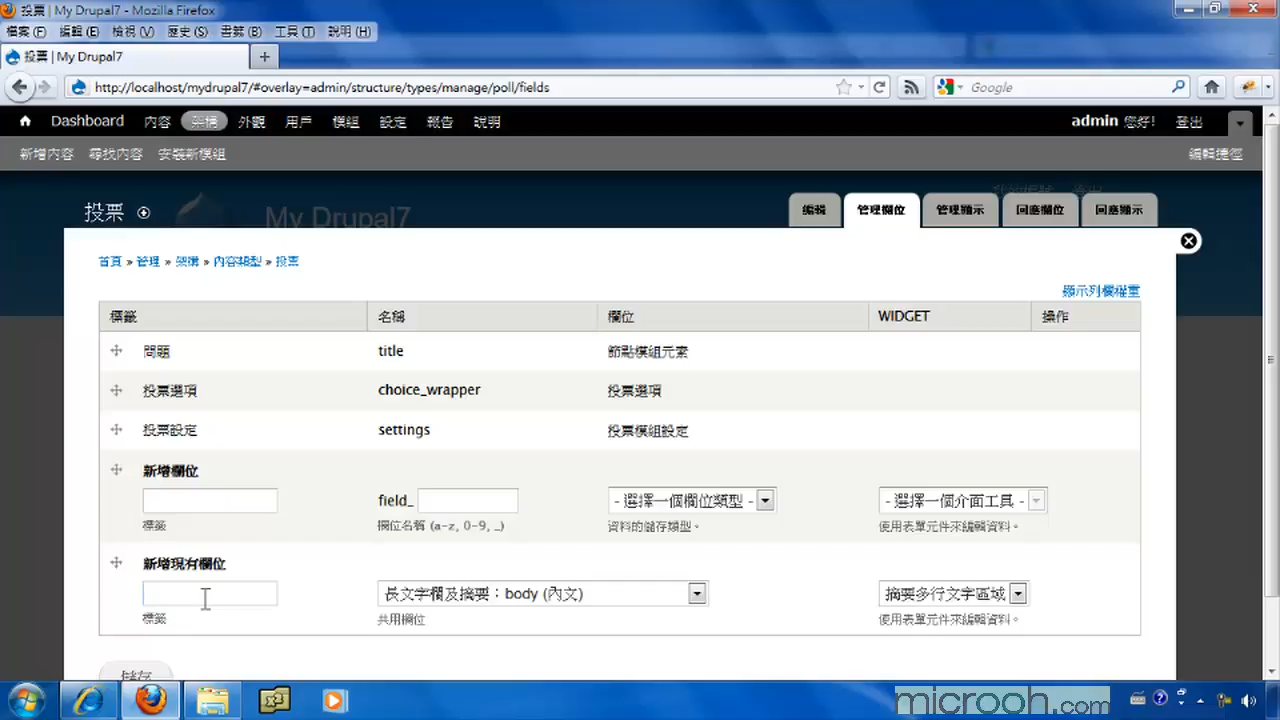 投票 | My Drupal7 - Mozilla Firefox
檔案 (F) 編輯 (E) 檢視 (V) 歷史 (S) 書籤 (B) 工具 (T) 說明 (H)
投票 | My Drupal7
http://localhost/mydrupal7/#overlay=admin/structure/types/manage/poll/fields
Google
Dashboard 內容 架構 外觀 用戶 模組 設定 報告 說明 admin 您好! 登出
新增內容 尋找內容 安裝新模組 編輯捷徑
投票 My Drupal7 編輯 管理欄位 管理顯示 回應欄位 回應顯示
首頁 » 管理 » 架構 » 內容類型 » 投票
顯示列欄權重
標籤 名稱 欄位 WIDGET 操作
問題 title 節點模組元素
投票選項 choice_wrapper 投票選項
投票設定 settings 投票模組設定
新增欄位
field_ - 選擇一個欄位類型 - - 選擇一個介面工具 -
標籤 欄位名稱 (a-z, 0-9, _) 資料的儲存類型。 使用表單元件來編輯資料。
新增現有欄位
長文字欄及摘要：body (內文) 摘要多行文字區域
標籤 共用欄位 使用表單元件來編輯資料。
儲存
microoh.com